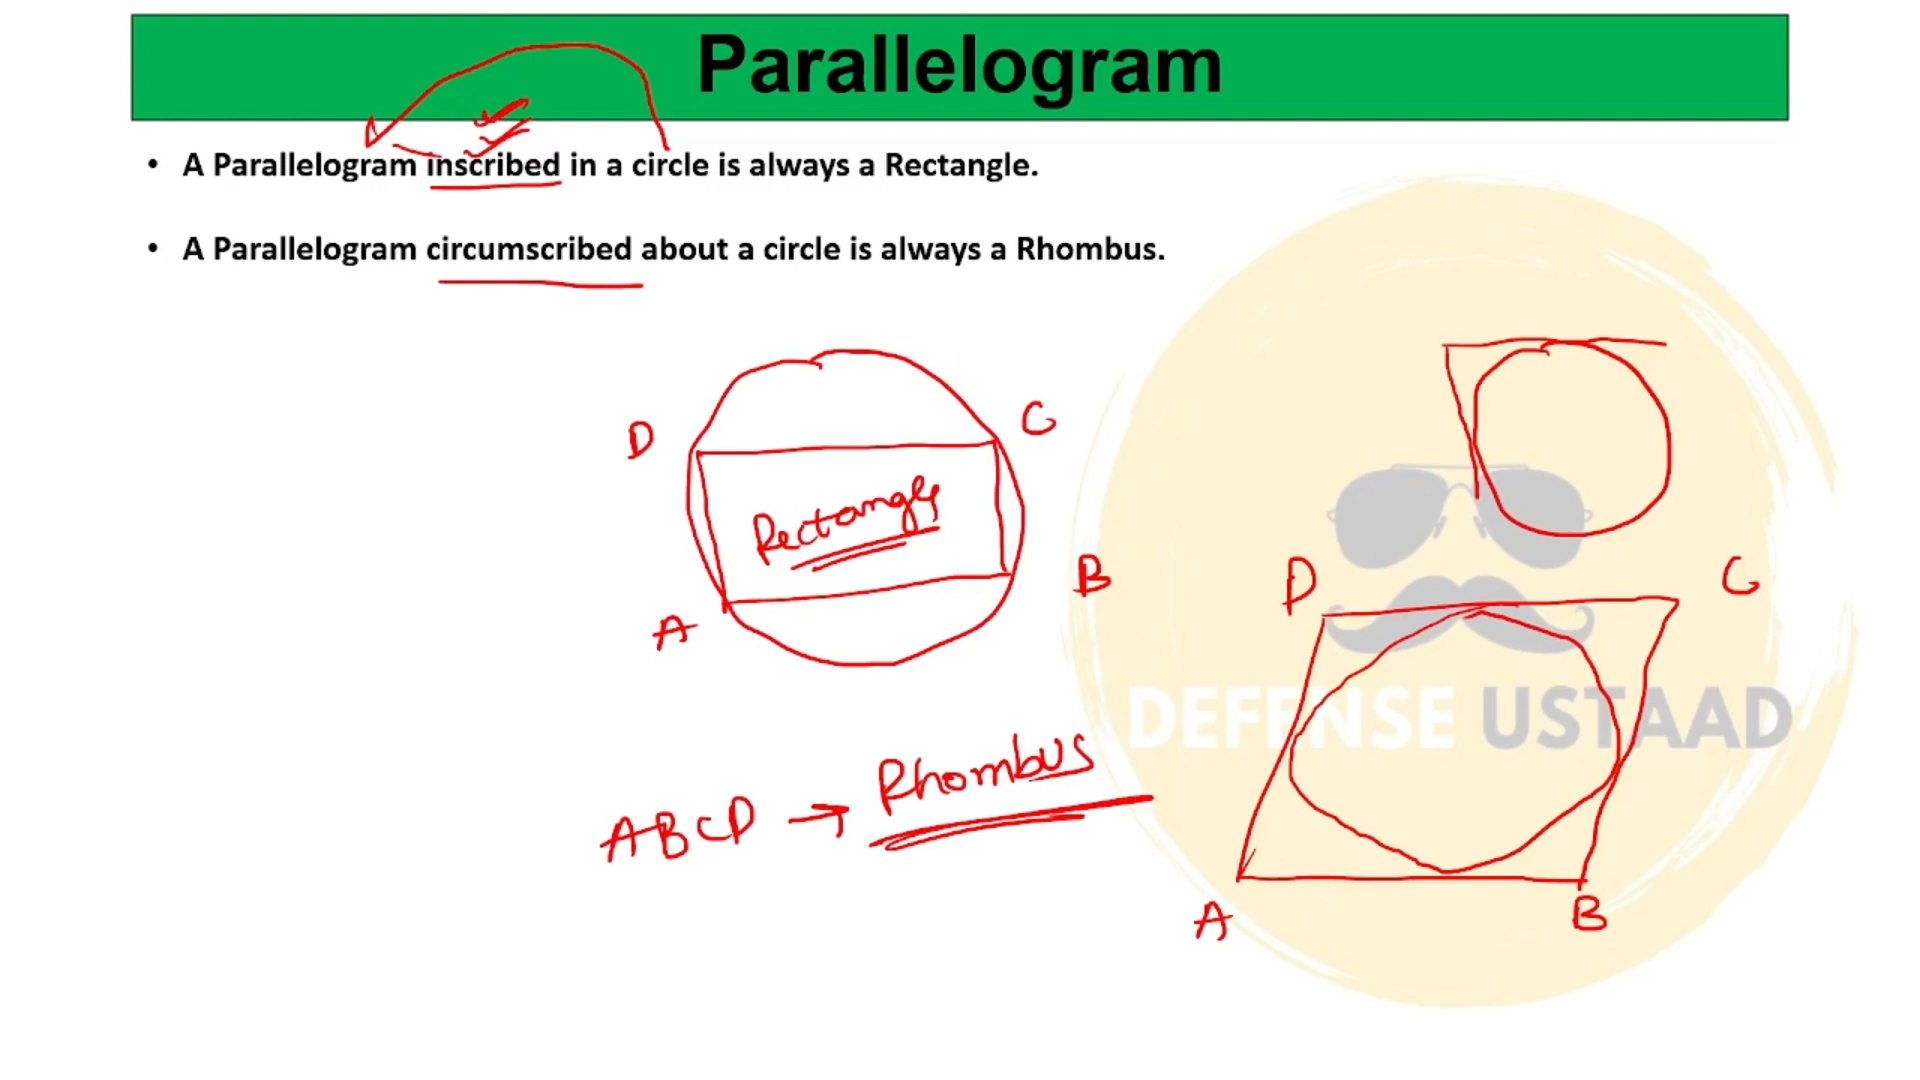 Parallelogram
• A Parallelogram inscribed in a circle is always a Rectangle.
• A Parallelogram circumscribed about a circle is always a Rhombus.
D C
Rectangle
A B
D C
DEFENSE USTAAD
ABCD → Rhombus
A B